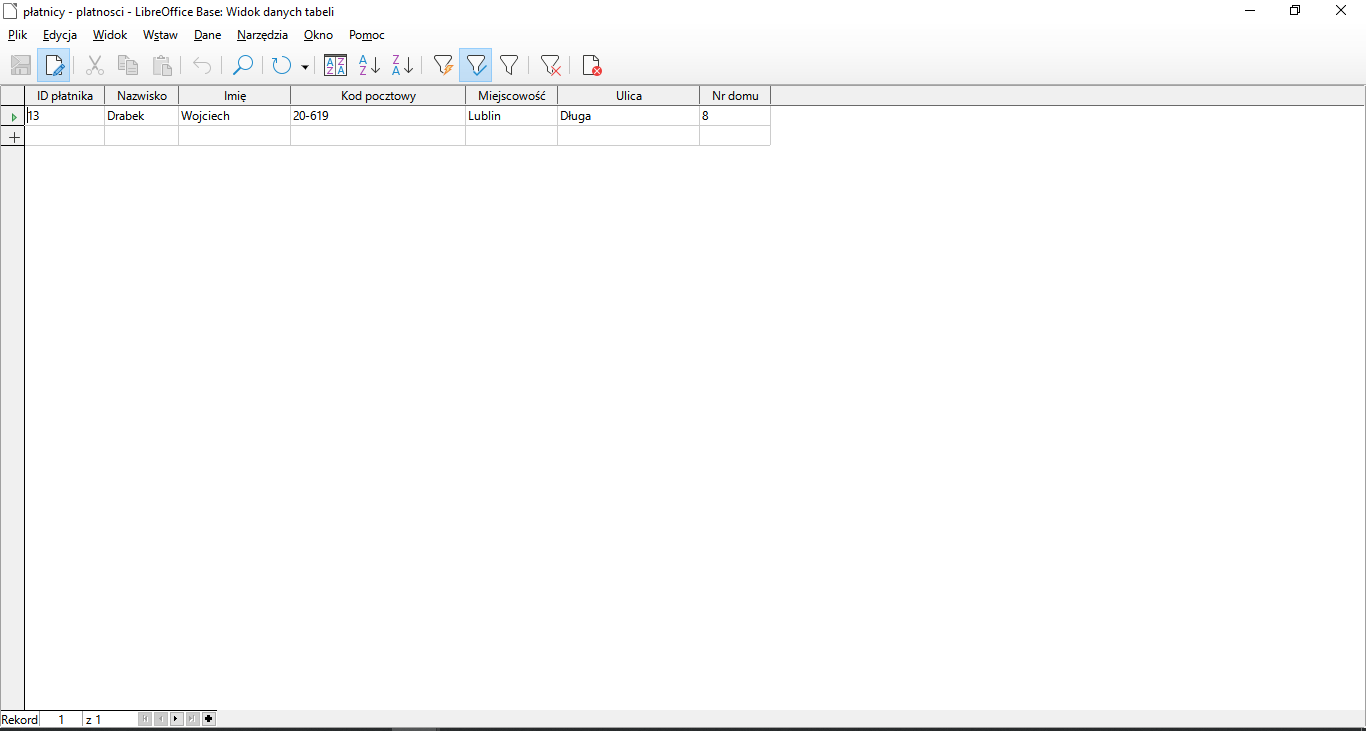 płatnicy - platnosci - LibreOffice Base: Widok danych tabeli
Plik Edycja Widok Wstaw Dane Narzędzia Okno Pomoc
ID płatnika Nazwisko Imię Kod pocztowy Miejscowość Ulica Nr domu
13 Drabek Wojciech 20-619 Lublin Długa 8
Rekord 1 z 1